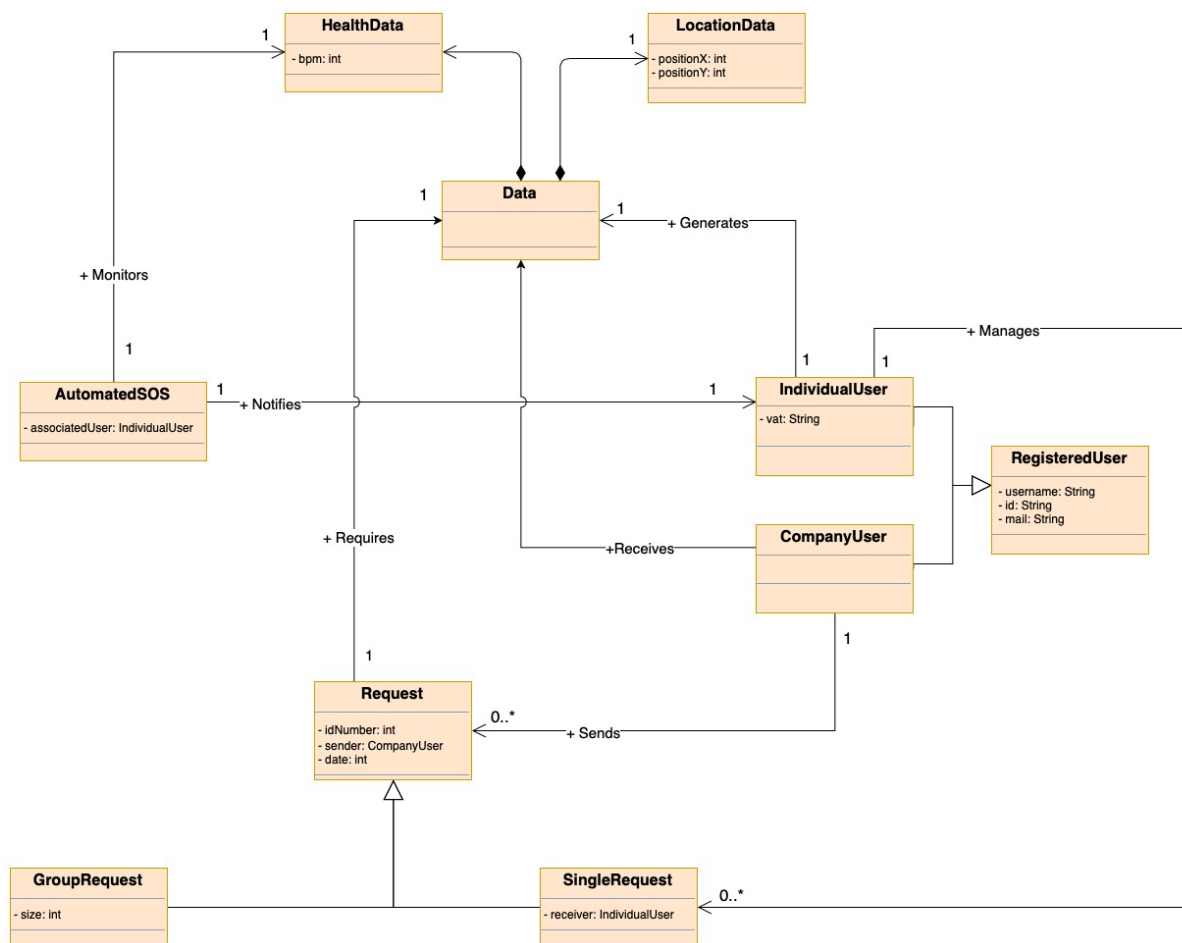 HealthData
- bpm: int
LocationData
- positionX: int
- positionY: int
1
1
Data
1
1
+ Generates
+ Monitors
+ Manages
1
1
1
AutomatedSOS
- associatedUser: IndividualUser
1
+ Notifies
1
IndividualUser
- vat: String
RegisteredUser
- username: String
- id: String
- mail: String
+ Requires
+Receives
CompanyUser
1
1
Request
- idNumber: int
- sender: CompanyUser
- date: int
0..*
+ Sends
GroupRequest
- size: int
SingleRequest
- receiver: IndividualUser
0..*